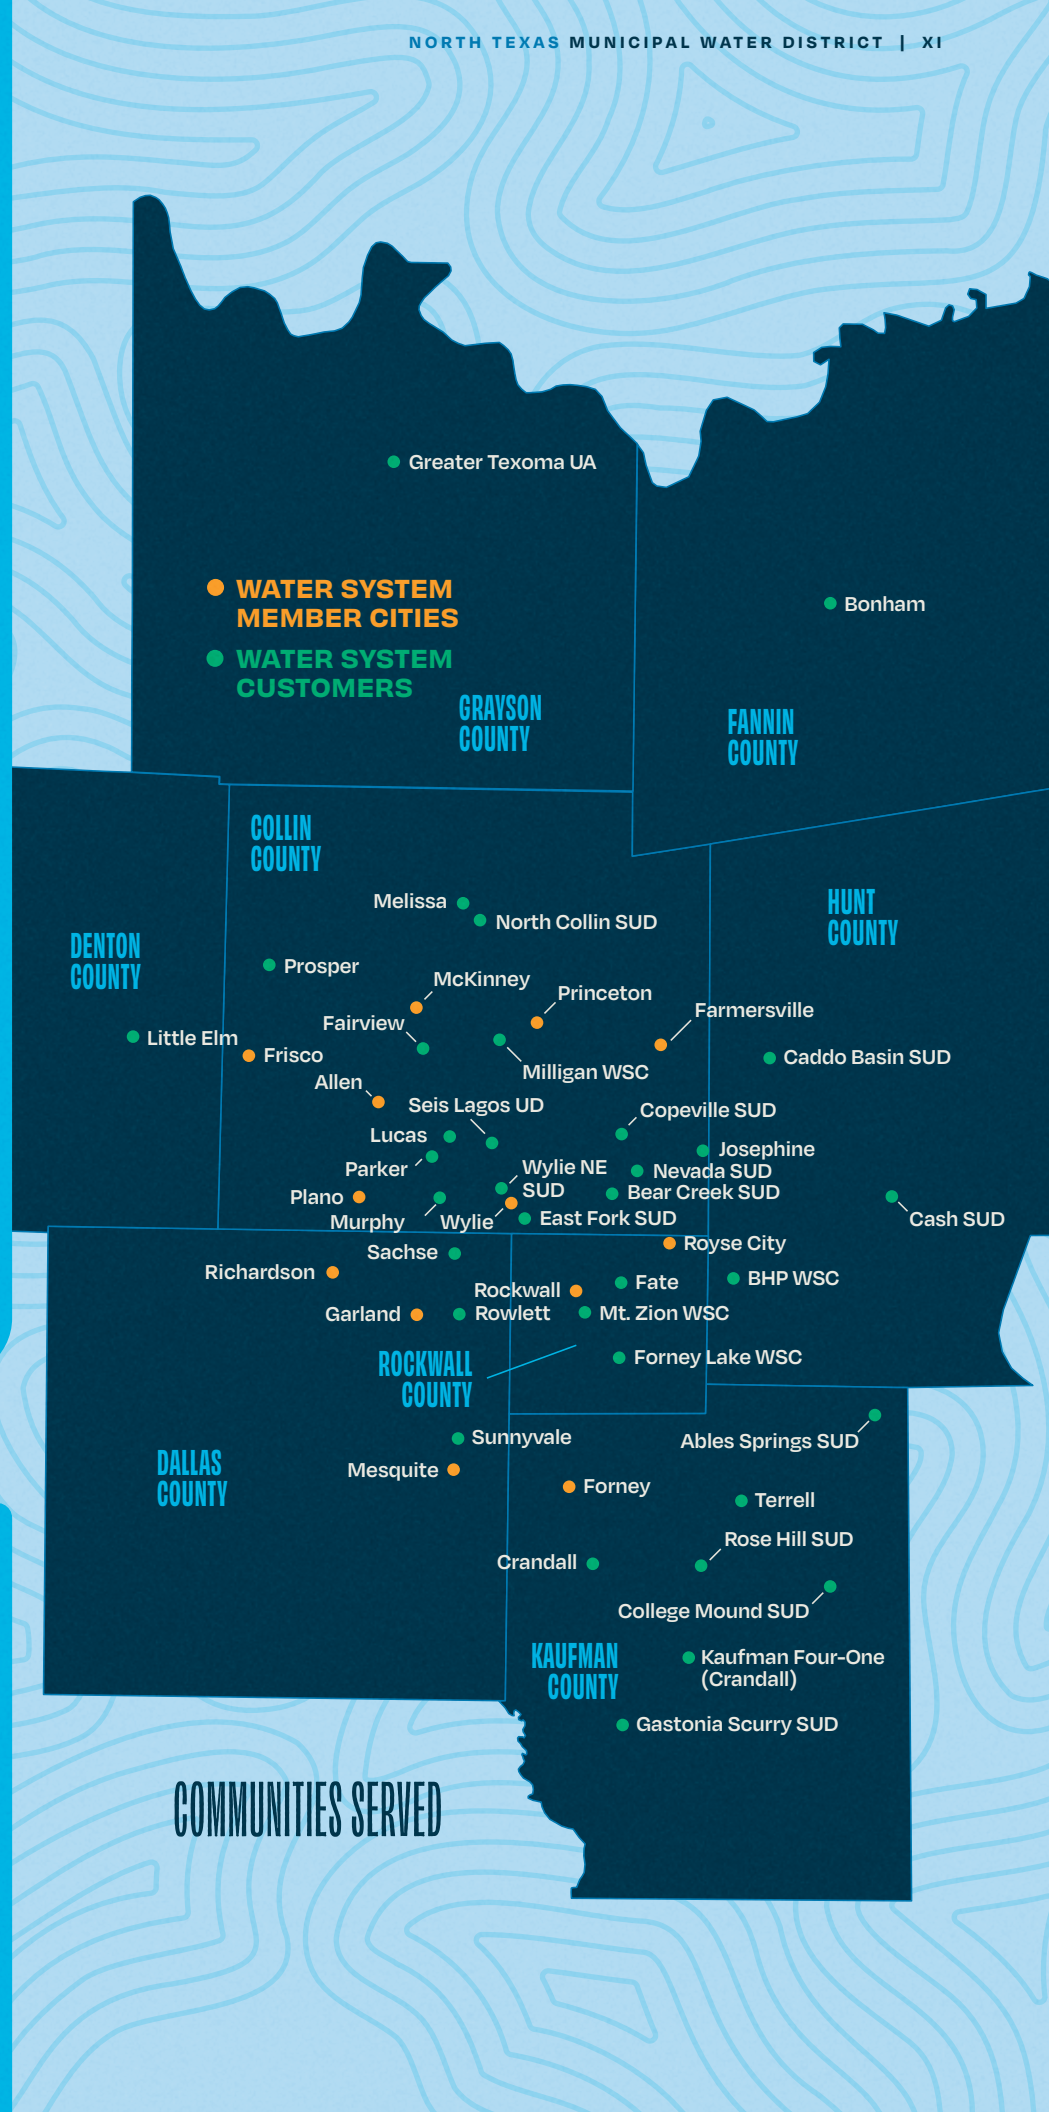 NORTH TEXAS MUNICIPAL WATER DISTRICT | XI
Greater Texoma UA
WATER SYSTEM
MEMBER CITIES
WATER SYSTEM
CUSTOMERS
Bonham
GRAYSON
COUNTY
FANNIN
COUNTY
COLLIN
COUNTY
HUNT
COUNTY
DENTON
COUNTY
Melissa
North Collin SUD
Prosper
McKinney
Princeton
Farmersville
Fairview
Little Elm
Frisco
Caddo Basin SUD
Milligan WSC
Allen
Seis Lagos UD
Copeville SUD
Lucas
Josephine
Parker
Wylie NE
SUD
Nevada SUD
Plano
Bear Creek SUD
Murphy
Wylie
East Fork SUD
Cash SUD
Sachse
Royse City
Richardson
Rockwall
Fate
BHP WSC
Garland
Rowlett
Mt. Zion WSC
Forney Lake WSC
ROCKWALL
COUNTY
Sunnyvale
Ables Springs SUD
Mesquite
DALLAS
COUNTY
Forney
Terrell
Rose Hill SUD
Crandall
College Mound SUD
KAUFMAN
COUNTY
Kaufman Four-One
(Crandall)
Gastonia Scurry SUD
COMMUNITIES SERVED